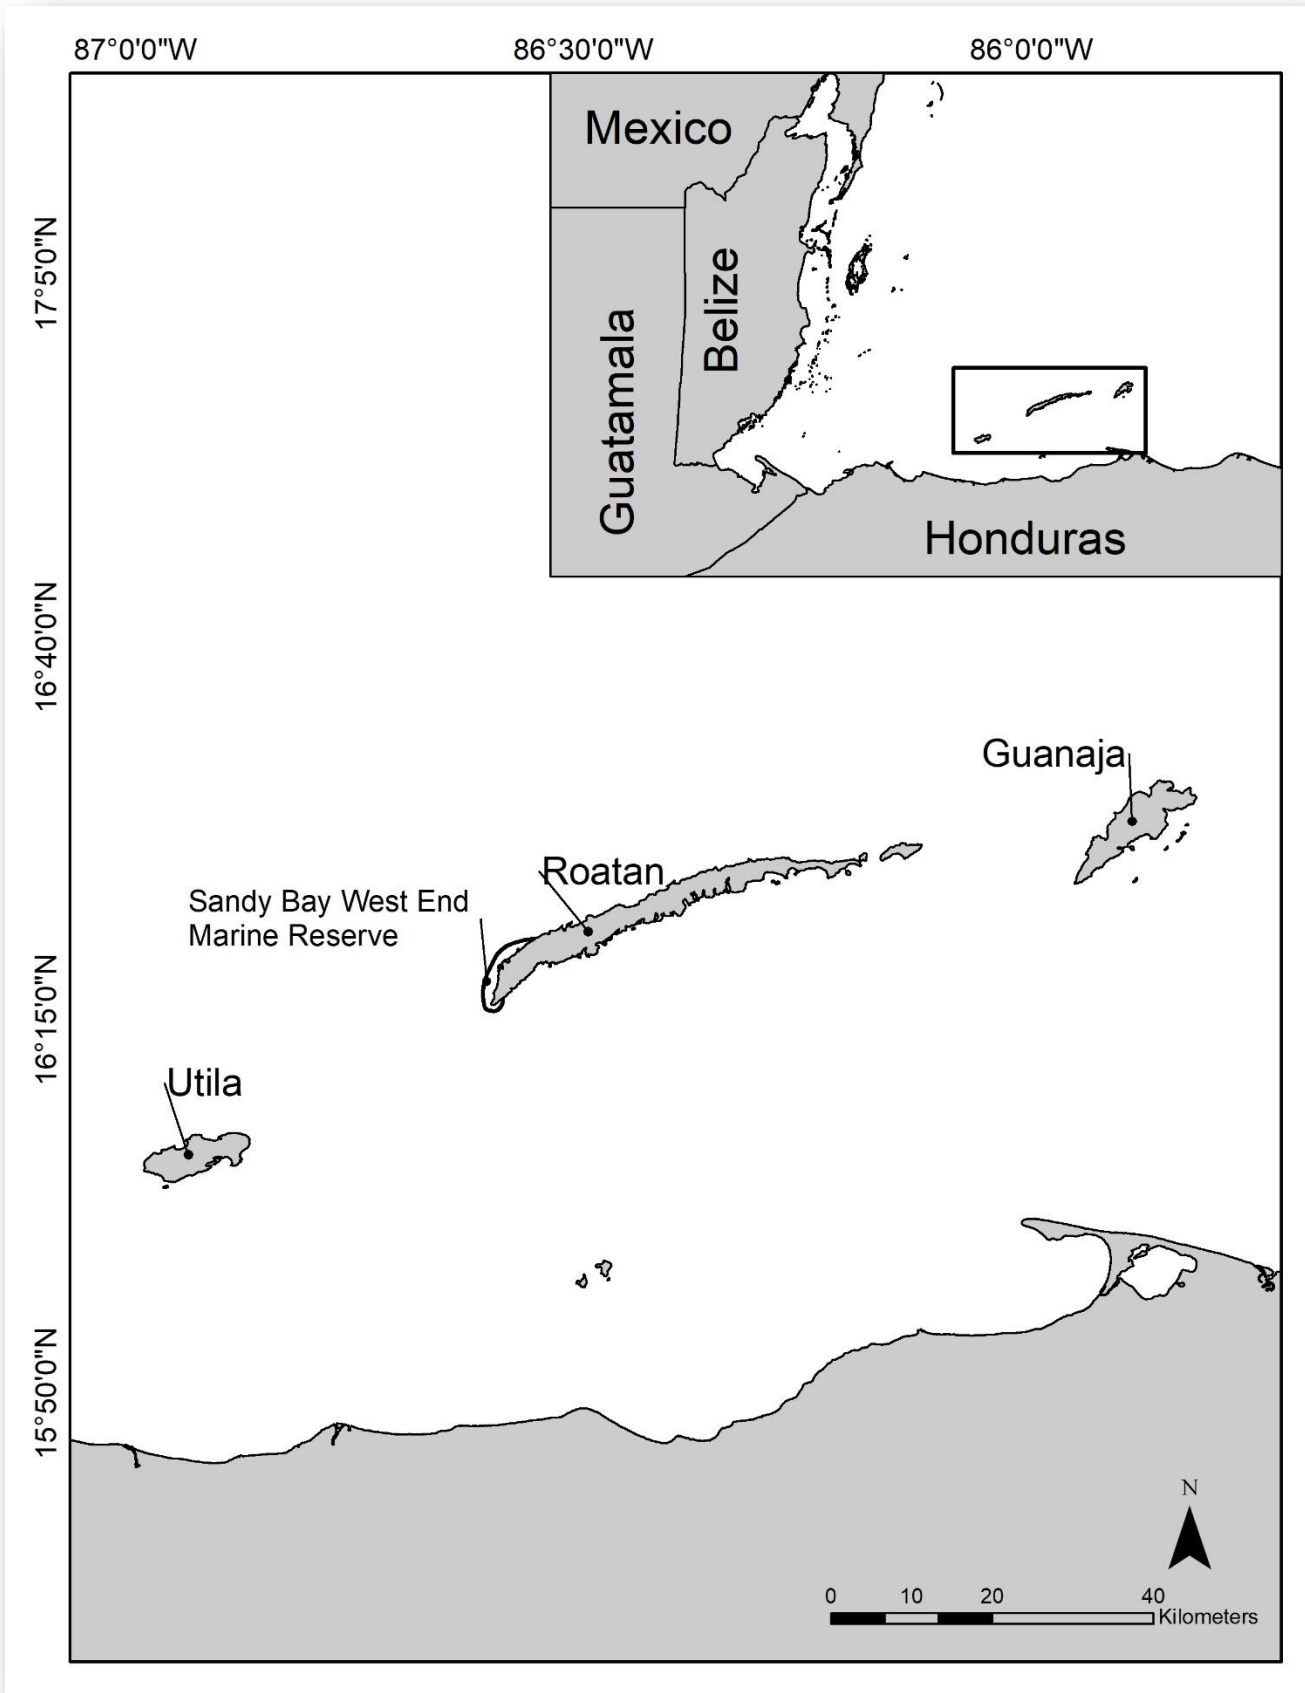 87°0'0"W
86°30'0"W
86°0'0"W
Mexico
17°5'0"N
Belize
Guatamala
Honduras
16°40'0"N
Guanaja
Roatan
Sandy Bay West End
Marine Reserve
16°15'0"N
Utila
15°50'0"N
N
0 10 20 40
Kilometers